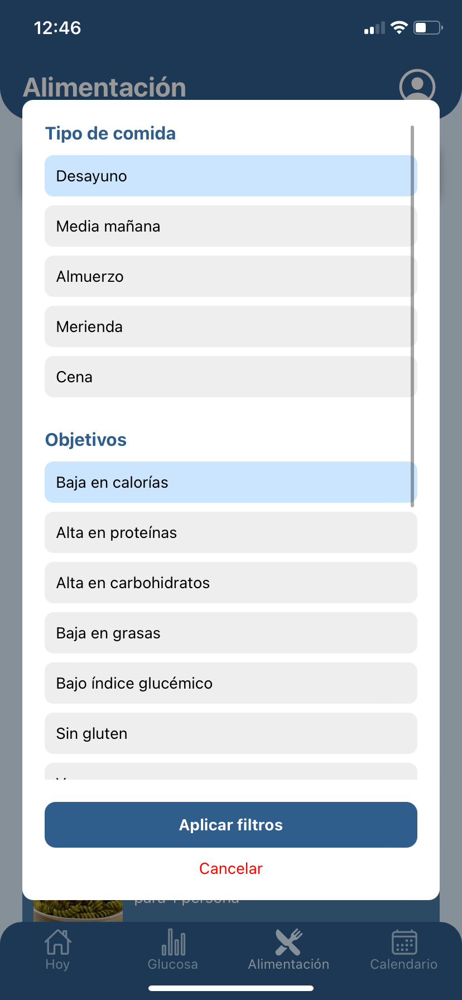 12:46
Alimentación
Tipo de comida
Desayuno
Media mañana
Almuerzo
Merienda
Cena
Objetivos
Baja en calorías
Alta en proteínas
Alta en carbohidratos
Baja en grasas
Bajo índice glucémico
Sin gluten
Aplicar filtros
Cancelar
para 1 persona
Hoy
Glucosa
Alimentación
Calendario